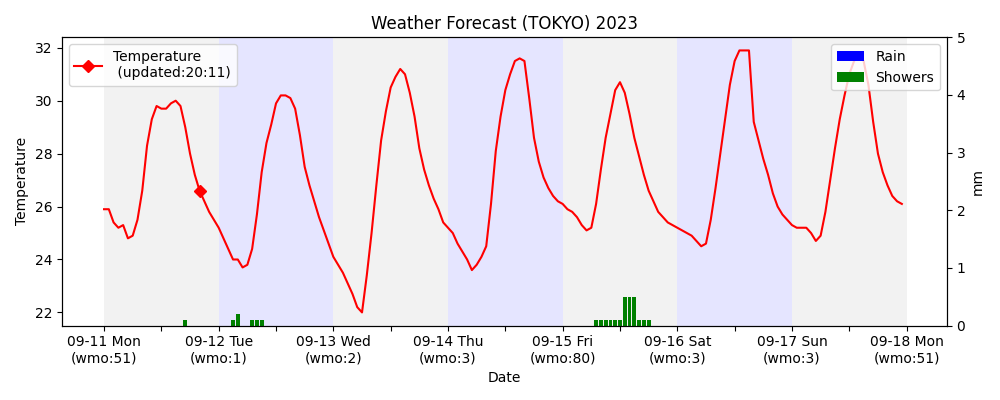 Weather Forecast (TOKYO) 2023
Temperature
(updated:20:11)
Rain
Showers
32
30
28
26
24
22
Temperature
5
4
3
2
1
0
mm
09-11 Mon
(wmo:51)
09-12 Tue
(wmo:1)
09-13 Wed
(wmo:2)
09-14 Thu
(wmo:3)
09-15 Fri
(wmo:80)
09-16 Sat
(wmo:3)
09-17 Sun
(wmo:3)
09-18 Mon
(wmo:51)
Date